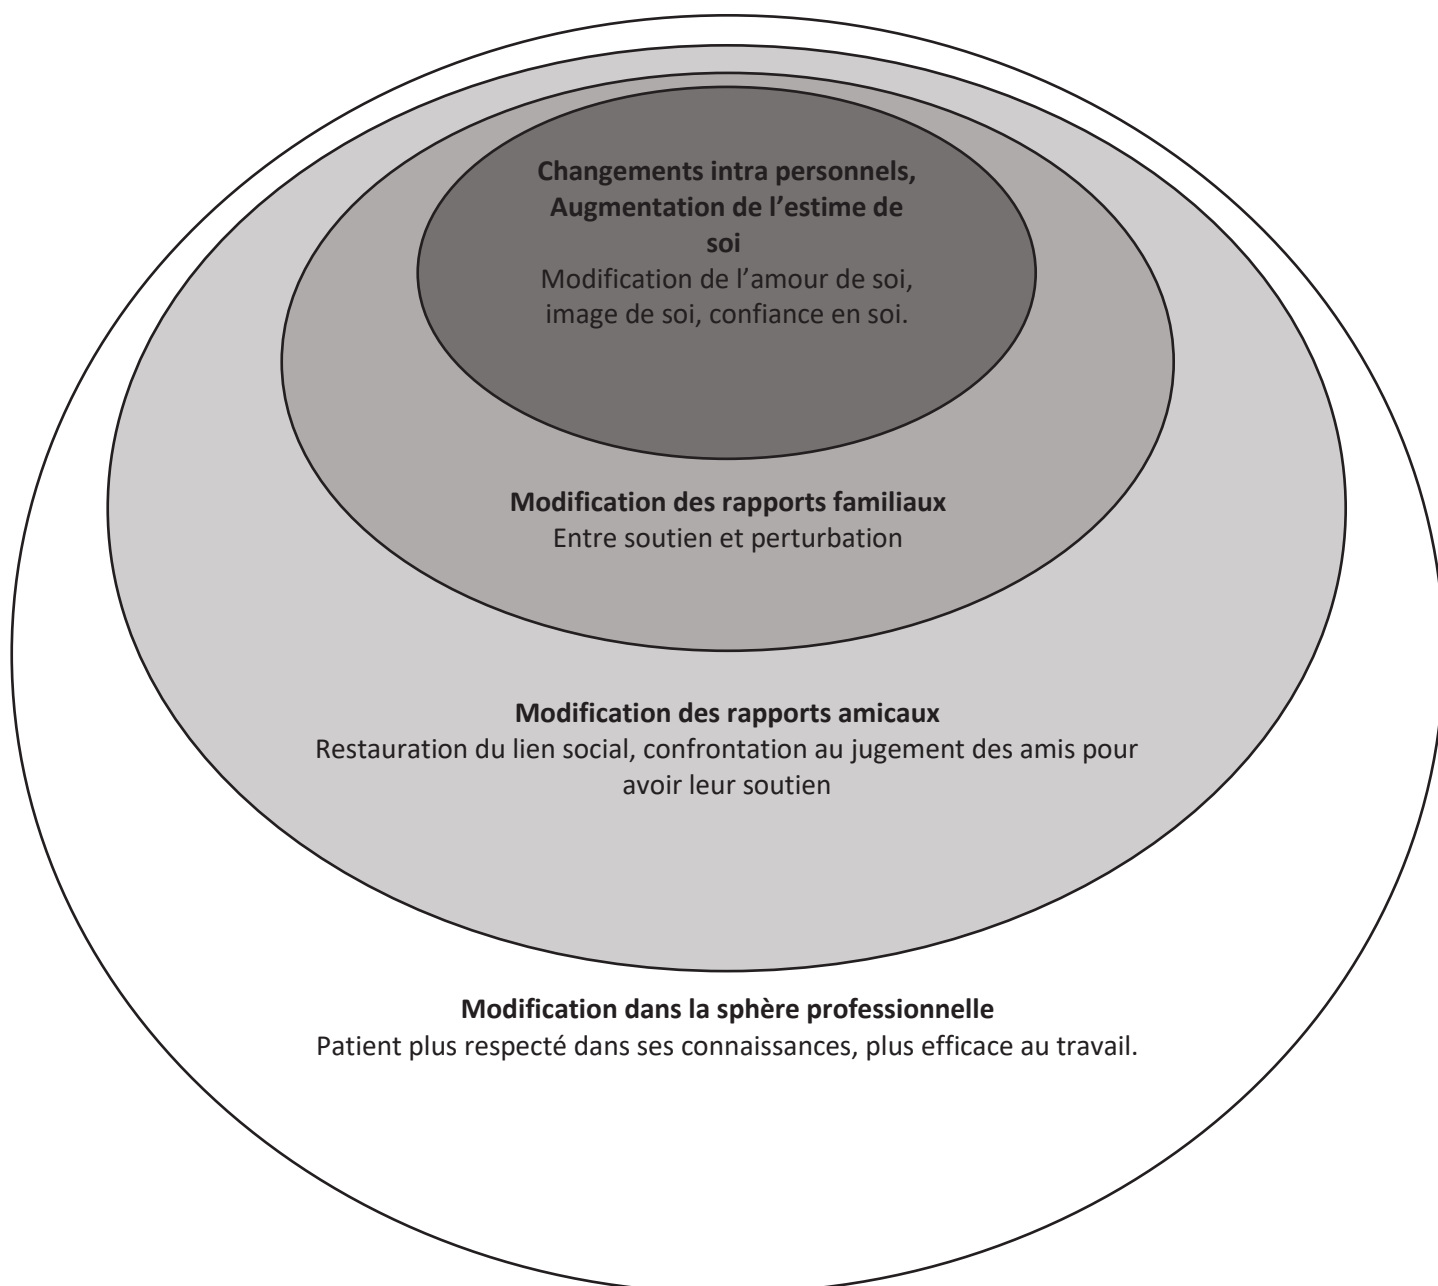 Changements intra personnels,
Augmentation de l’estime de
soi
Modification de l’amour de soi,
image de soi, confiance en soi.
Modification des rapports familiaux
Entre soutien et perturbation
Modification des rapports amicaux
Restauration du lien social, confrontation au jugement des amis pour
avoir leur soutien
Modification dans la sphère professionnelle
Patient plus respecté dans ses connaissances, plus efficace au travail.